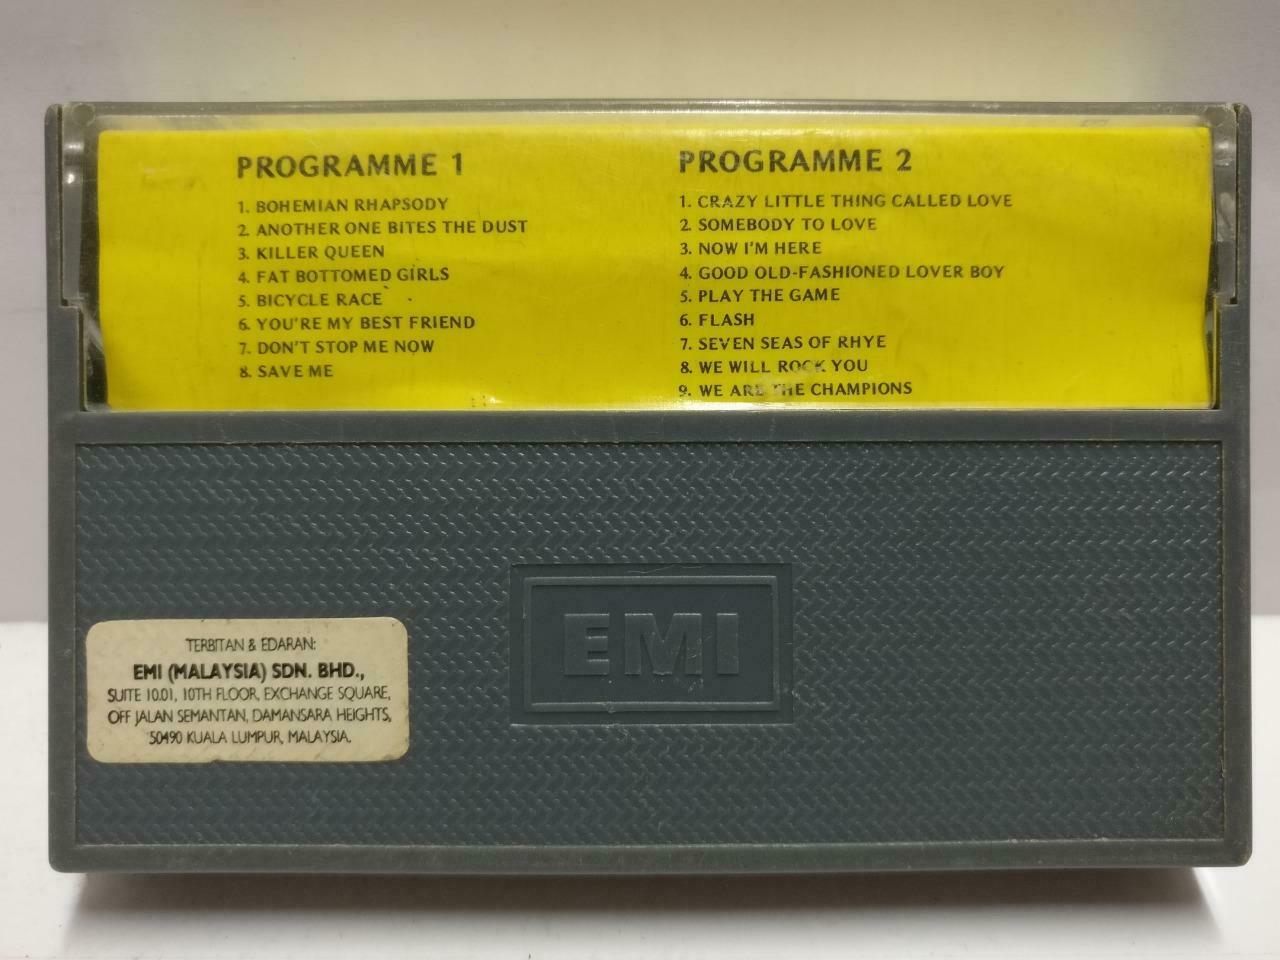 PROGRAMME 1
1. BOHEMIAN RHAPSODY
2. ANOTHER ONE BITES THE DUST
3. KILLER QUEEN
4. FAT BOTTOMED GIRLS
5. BICYCLE RACE
6. YOU'RE MY BEST FRIEND
7. DON'T STOP ME NOW
8. SAVE ME
PROGRAMME 2
1. CRAZY LITTLE THING CALLED LOVE
2. SOMEBODY TO LOVE
3. NOW I'M HERE
4. GOOD OLD-FASHIONED LOVER BOY
5. PLAY THE GAME
6. FLASH
7. SEVEN SEAS OF RHYE
8. WE WILL ROCK YOU
9. WE ARE THE CHAMPIONS
EMI
TERBITAN & EDARAN:
EMI (MALAYSIA) SDN. BHD.,
SUITE 10.01, 10TH FLOOR, EXCHANGE SQUARE,
OFF JALAN SEMANTAN, DAMANSARA HEIGHTS,
50490 KUALA LUMPUR, MALAYSIA.